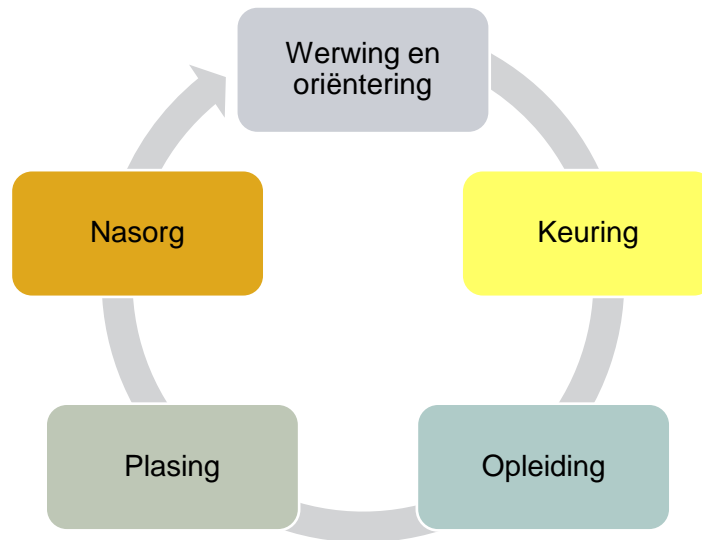 Werwing en
oriëntering
Keuring
Opleiding
Plasing
Nasorg